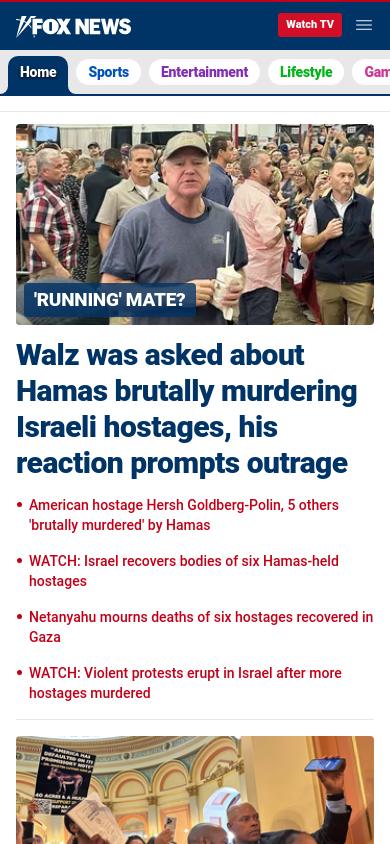 FOX NEWS
Watch TV
Home
Sports
Entertainment
Lifestyle
Gam
'RUNNING' MATE?
Walz was asked about
Hamas brutally murdering
Israeli hostages, his
reaction prompts outrage
American hostage Hersh Goldberg-Polin, 5 others
'brutally murdered' by Hamas
WATCH: Israel recovers bodies of six Hamas-held
hostages
Netanyahu mourns deaths of six hostages recovered in
Gaza
WATCH: Violent protests erupt in Israel after more
hostages murdered
"AMERICA HAS
DEFAULTED ON ITS
PROMISSORY NOTE"
40 ACRES & A MULE